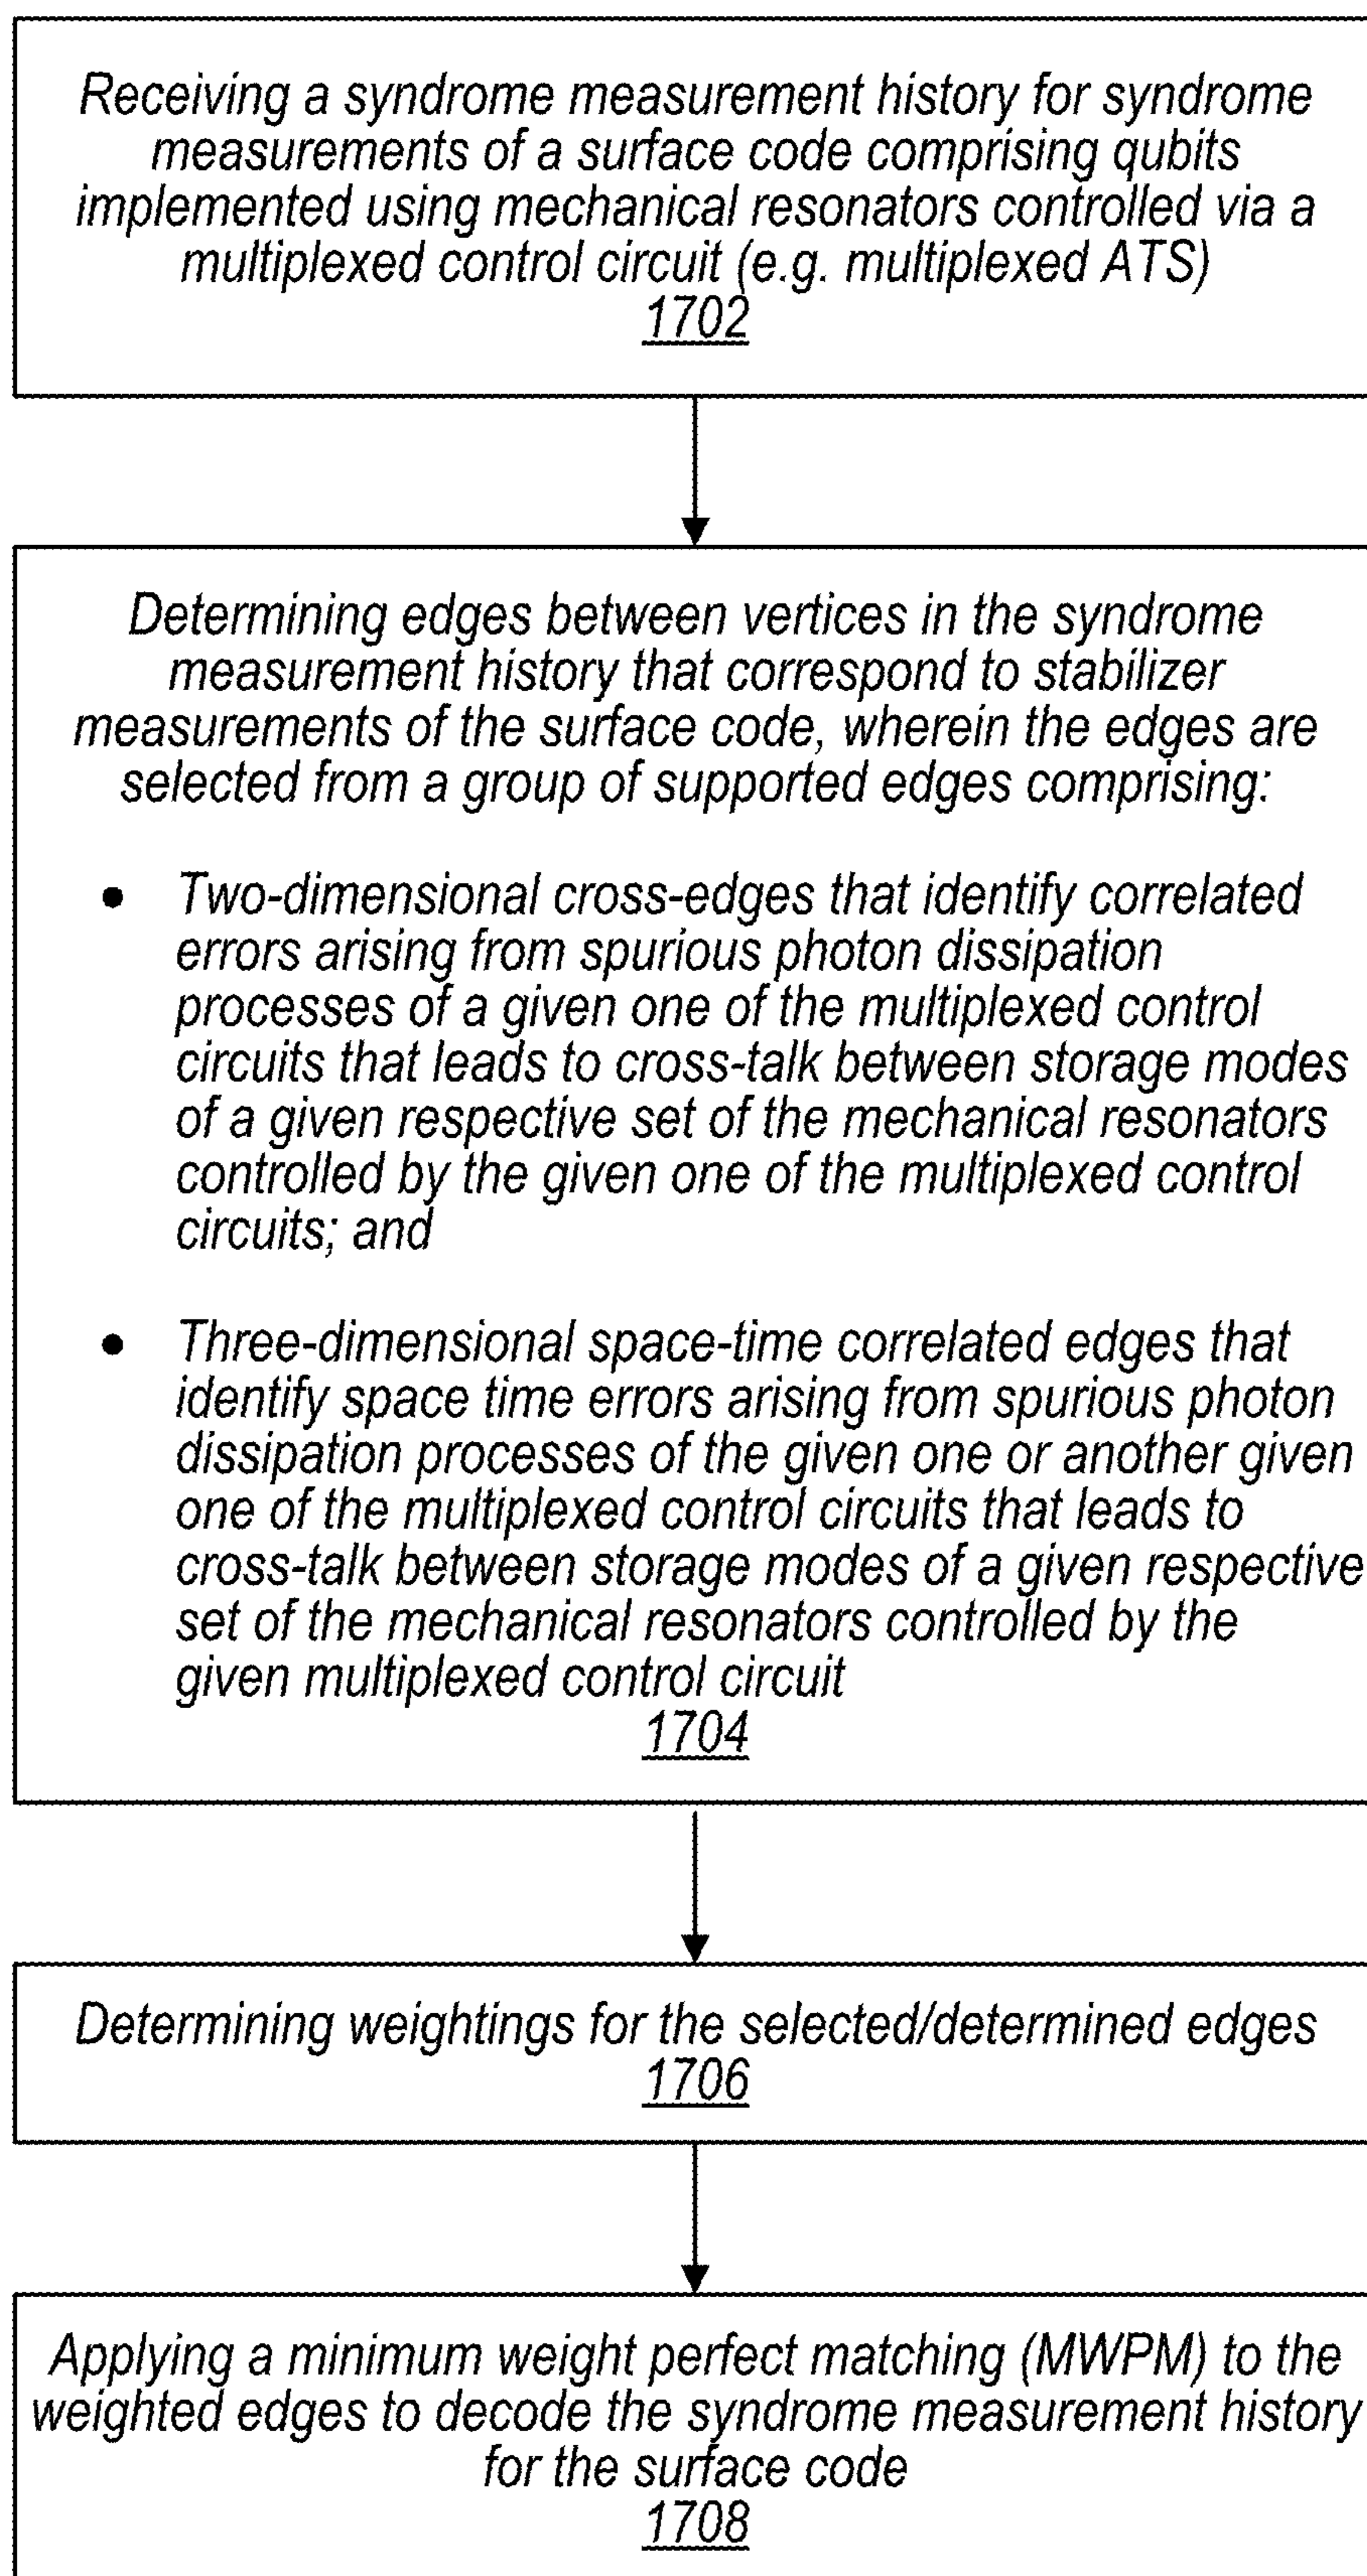 Receiving a syndrome measurement history for syndrome
measurements of a surface code comprising qubits
implemented using mechanical resonators controlled via a
multiplexed control circuit (e.g. multiplexed ATS)
1702
Determining edges between vertices in the syndrome
measurement history that correspond to stabilizer
measurements of the surface code, wherein the edges are
selected from a group of supported edges comprising:
• Two-dimensional cross-edges that identify correlated
errors arising from spurious photon dissipation
processes of a given one of the multiplexed control
circuits that leads to cross-talk between storage modes
of a given respective set of the mechanical resonators
controlled by the given one of the multiplexed control
circuits; and
• Three-dimensional space-time correlated edges that
identify space time errors arising from spurious photon
dissipation processes of the given one or another given
one of the multiplexed control circuits that leads to
cross-talk between storage modes of a given respective
set of the mechanical resonators controlled by the
given multiplexed control circuit
1704
Determining weightings for the selected/determined edges
1706
Applying a minimum weight perfect matching (MWPM) to the
weighted edges to decode the syndrome measurement history
for the surface code
1708